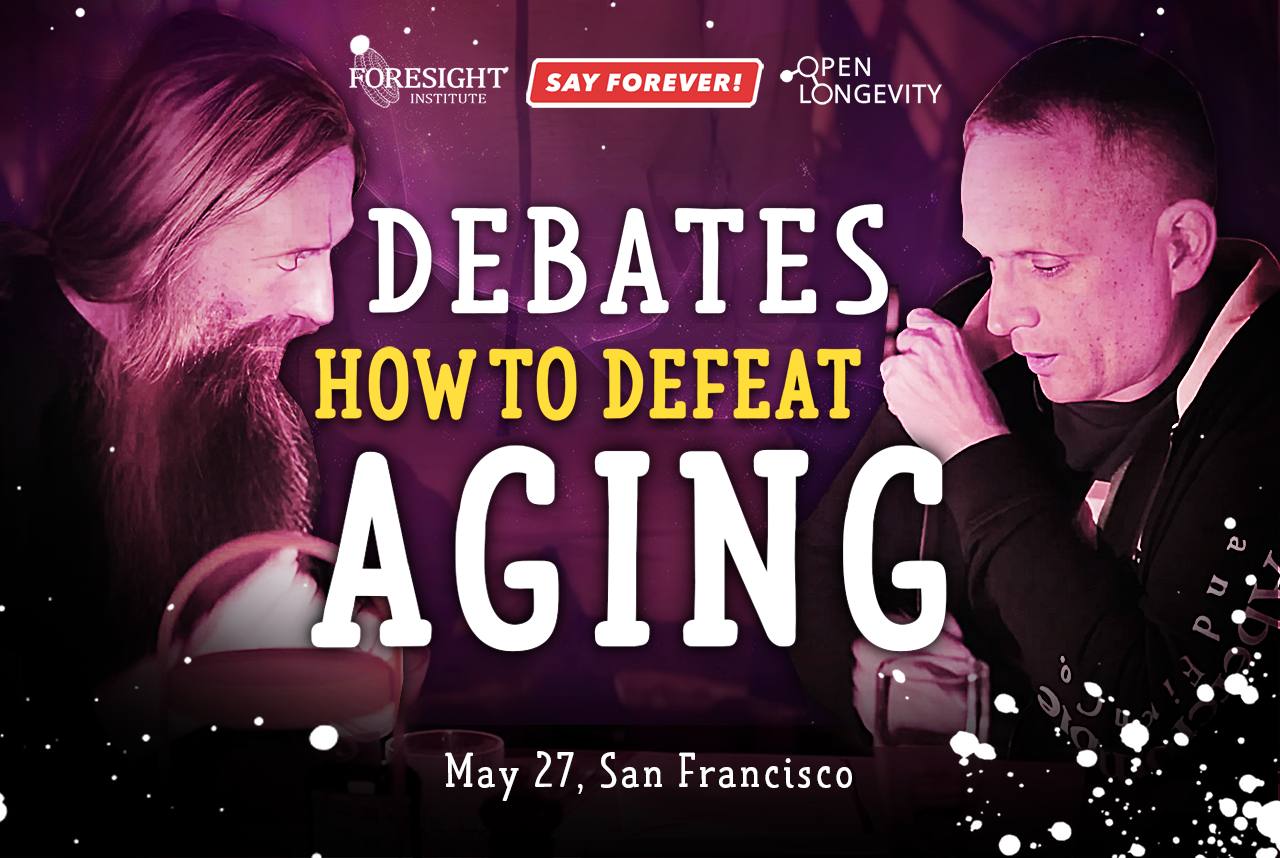 FORESIGHT
INSTITUTE
SAY FOREVER!
OPEN
LONGEVITY
DEBATES
HOW TO DEFEAT
AGING
May 27, San Francisco